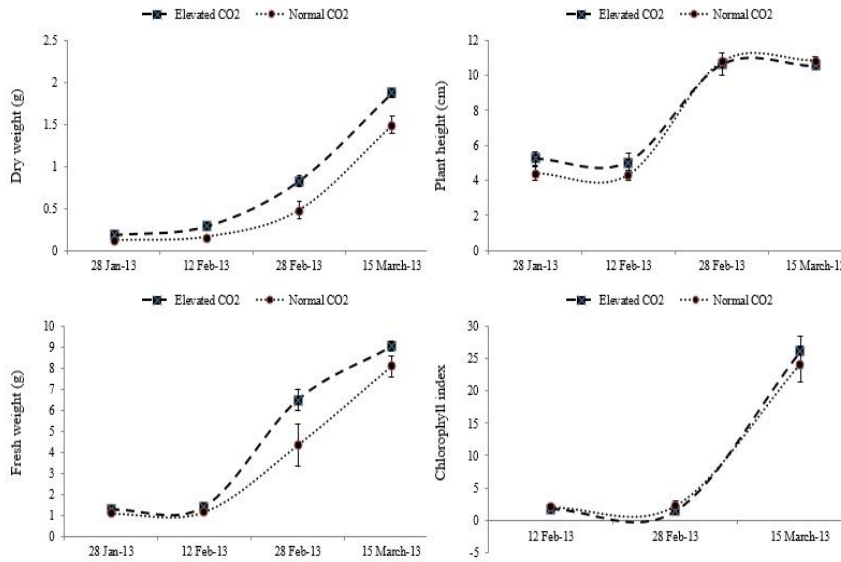 Elevated CO2 Normal CO2
Dry weight (g)
2.5
2
1.5
1
0.5
0
28 Jan-13 12 Feb-13 28 Feb-13 15 March-13
Elevated CO2 Normal CO2
Plant height (cm)
12
10
8
6
4
2
0
28 Jan-13 12 Feb-13 28 Feb-13 15 March-1
Elevated CO2 Normal CO2
Fresh weight (g)
10
9
8
7
6
5
4
3
2
1
0
28 Jan-13 12 Feb-13 28 Feb-13 15 March-13
Elevated CO2 Normal CO2
Chlorophyll index
30
25
20
15
10
5
0
-5
12 Feb-13 28 Feb-13 15 March-13